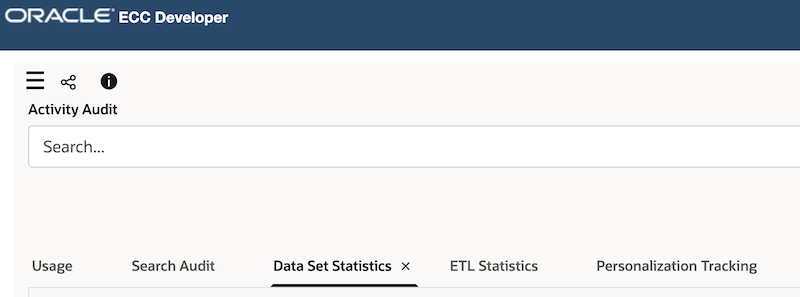 ORACLE ECC Developer
Activity Audit
Search...
Usage Search Audit Data Set Statistics × ETL Statistics Personalization Tracking